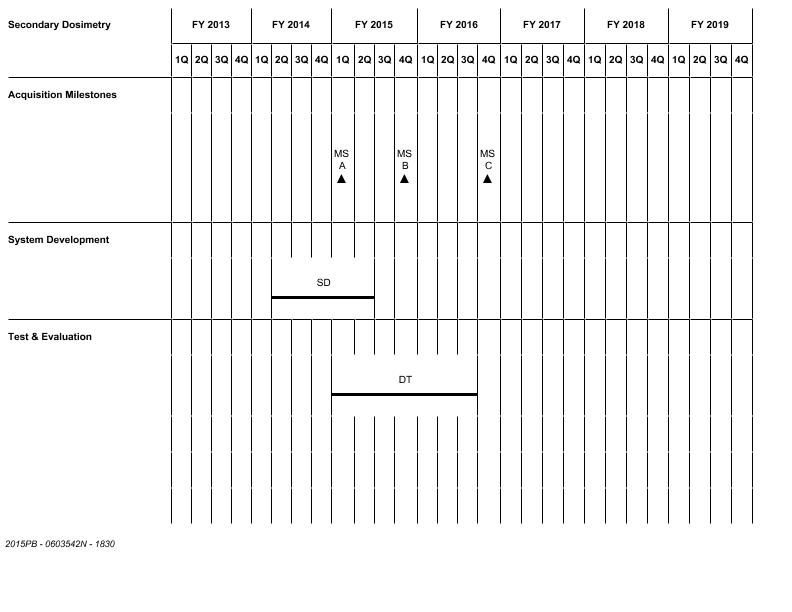 Secondary Dosimetry FY 2013 FY 2014 FY 2015 FY 2016 FY 2017 FY 2018 FY 2019
1Q 2Q 3Q 4Q 1Q 2Q 3Q 4Q 1Q 2Q 3Q 4Q 1Q 2Q 3Q 4Q 1Q 2Q 3Q 4Q 1Q 2Q 3Q 4Q 1Q 2Q 3Q 4Q
Acquisition Milestones
MS MS MS
A B C
System Development
SD
Test & Evaluation
DT
2015PB - 0603542N - 1830